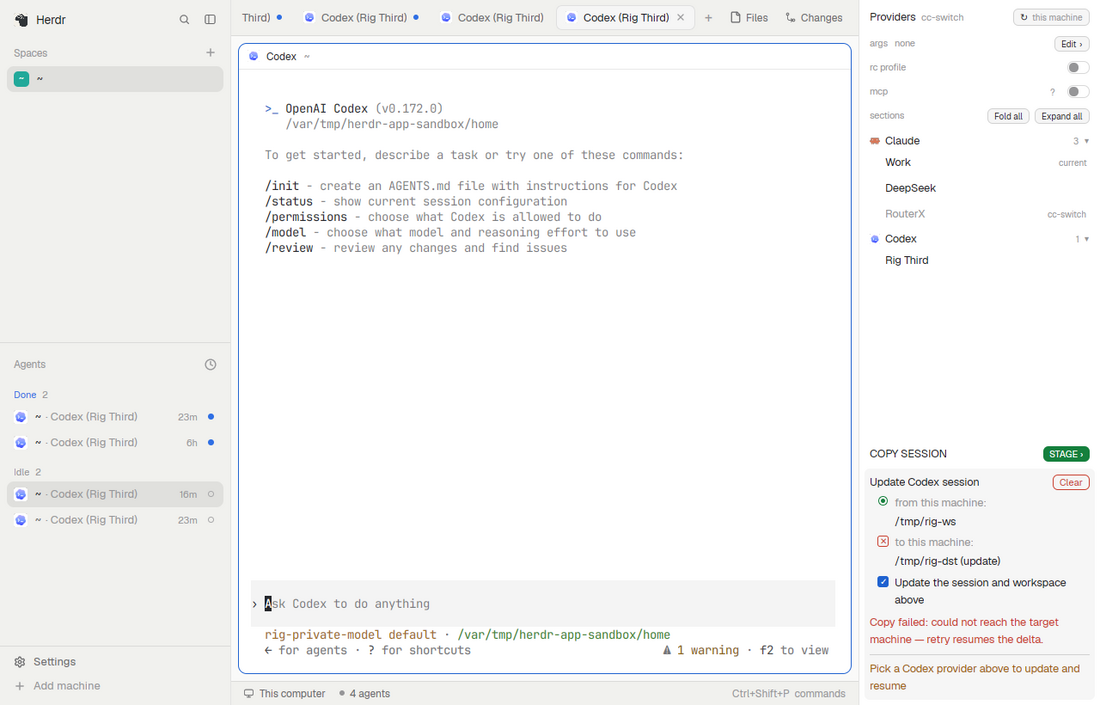 Herdr
Spaces
~ ~
Agents
Done 2
~ · Codex (Rig Third) 23m
~ · Codex (Rig Third) 6h
Idle 2
~ · Codex (Rig Third) 16m
~ · Codex (Rig Third) 23m
Settings
Add machine
Third) Codex (Rig Third) Codex (Rig Third) Codex (Rig Third) × + Files Changes
Codex ~
>_ OpenAI Codex (v0.172.0)
/var/tmp/herdr-app-sandbox/home
To get started, describe a task or try one of these commands:
/init - create an AGENTS.md file with instructions for Codex
/status - show current session configuration
/permissions - choose what Codex is allowed to do
/model - choose what model and reasoning effort to use
/review - review any changes and find issues
› Ask Codex to do anything
rig-private-model default · /var/tmp/herdr-app-sandbox/home
← for agents · ? for shortcuts ⚠ 1 warning · f2 to view
This computer 4 agents Ctrl+Shift+P commands
Providers cc-switch ↻ this machine
args none Edit ›
rc profile
mcp ?
sections Fold all Expand all
Claude 3 ▾
Work current
DeepSeek
RouterX cc-switch
Codex 1 ▾
Rig Third
COPY SESSION STAGE ›
Update Codex session Clear
from this machine:
/tmp/rig-ws
to this machine:
/tmp/rig-dst (update)
Update the session and workspace
above
Copy failed: could not reach the target
machine — retry resumes the delta.
Pick a Codex provider above to update and
resume